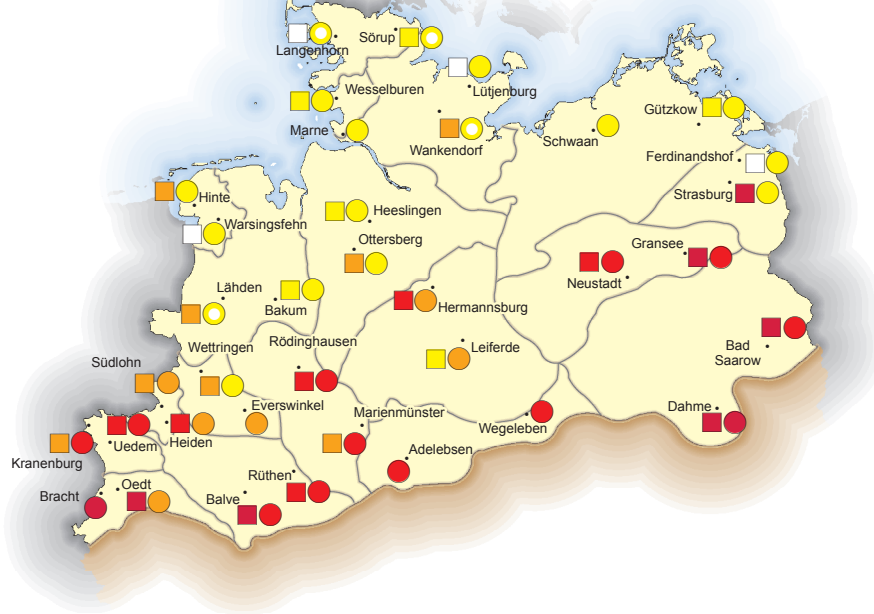 Sörup
Langenhorn
Wesselburen
Lütjenburg
Gützkow
Marne
Wankendorf
Schwaan
Ferdinandshof
Strasburg
Hinte
Heeslingen
Warsingsfehn
Ottersberg
Gransee
Neustadt
Lähden
Bakum
Hermannsburg
Rödinghausen
Wettringen
Leiferde
Bad
Saarow
Südlohn
Everswinkel
Marienmünster
Dahme
Wegeleben
Uedem
Heiden
Adelebsen
Kranenburg
Rüthen
Oedt
Bracht
Balve